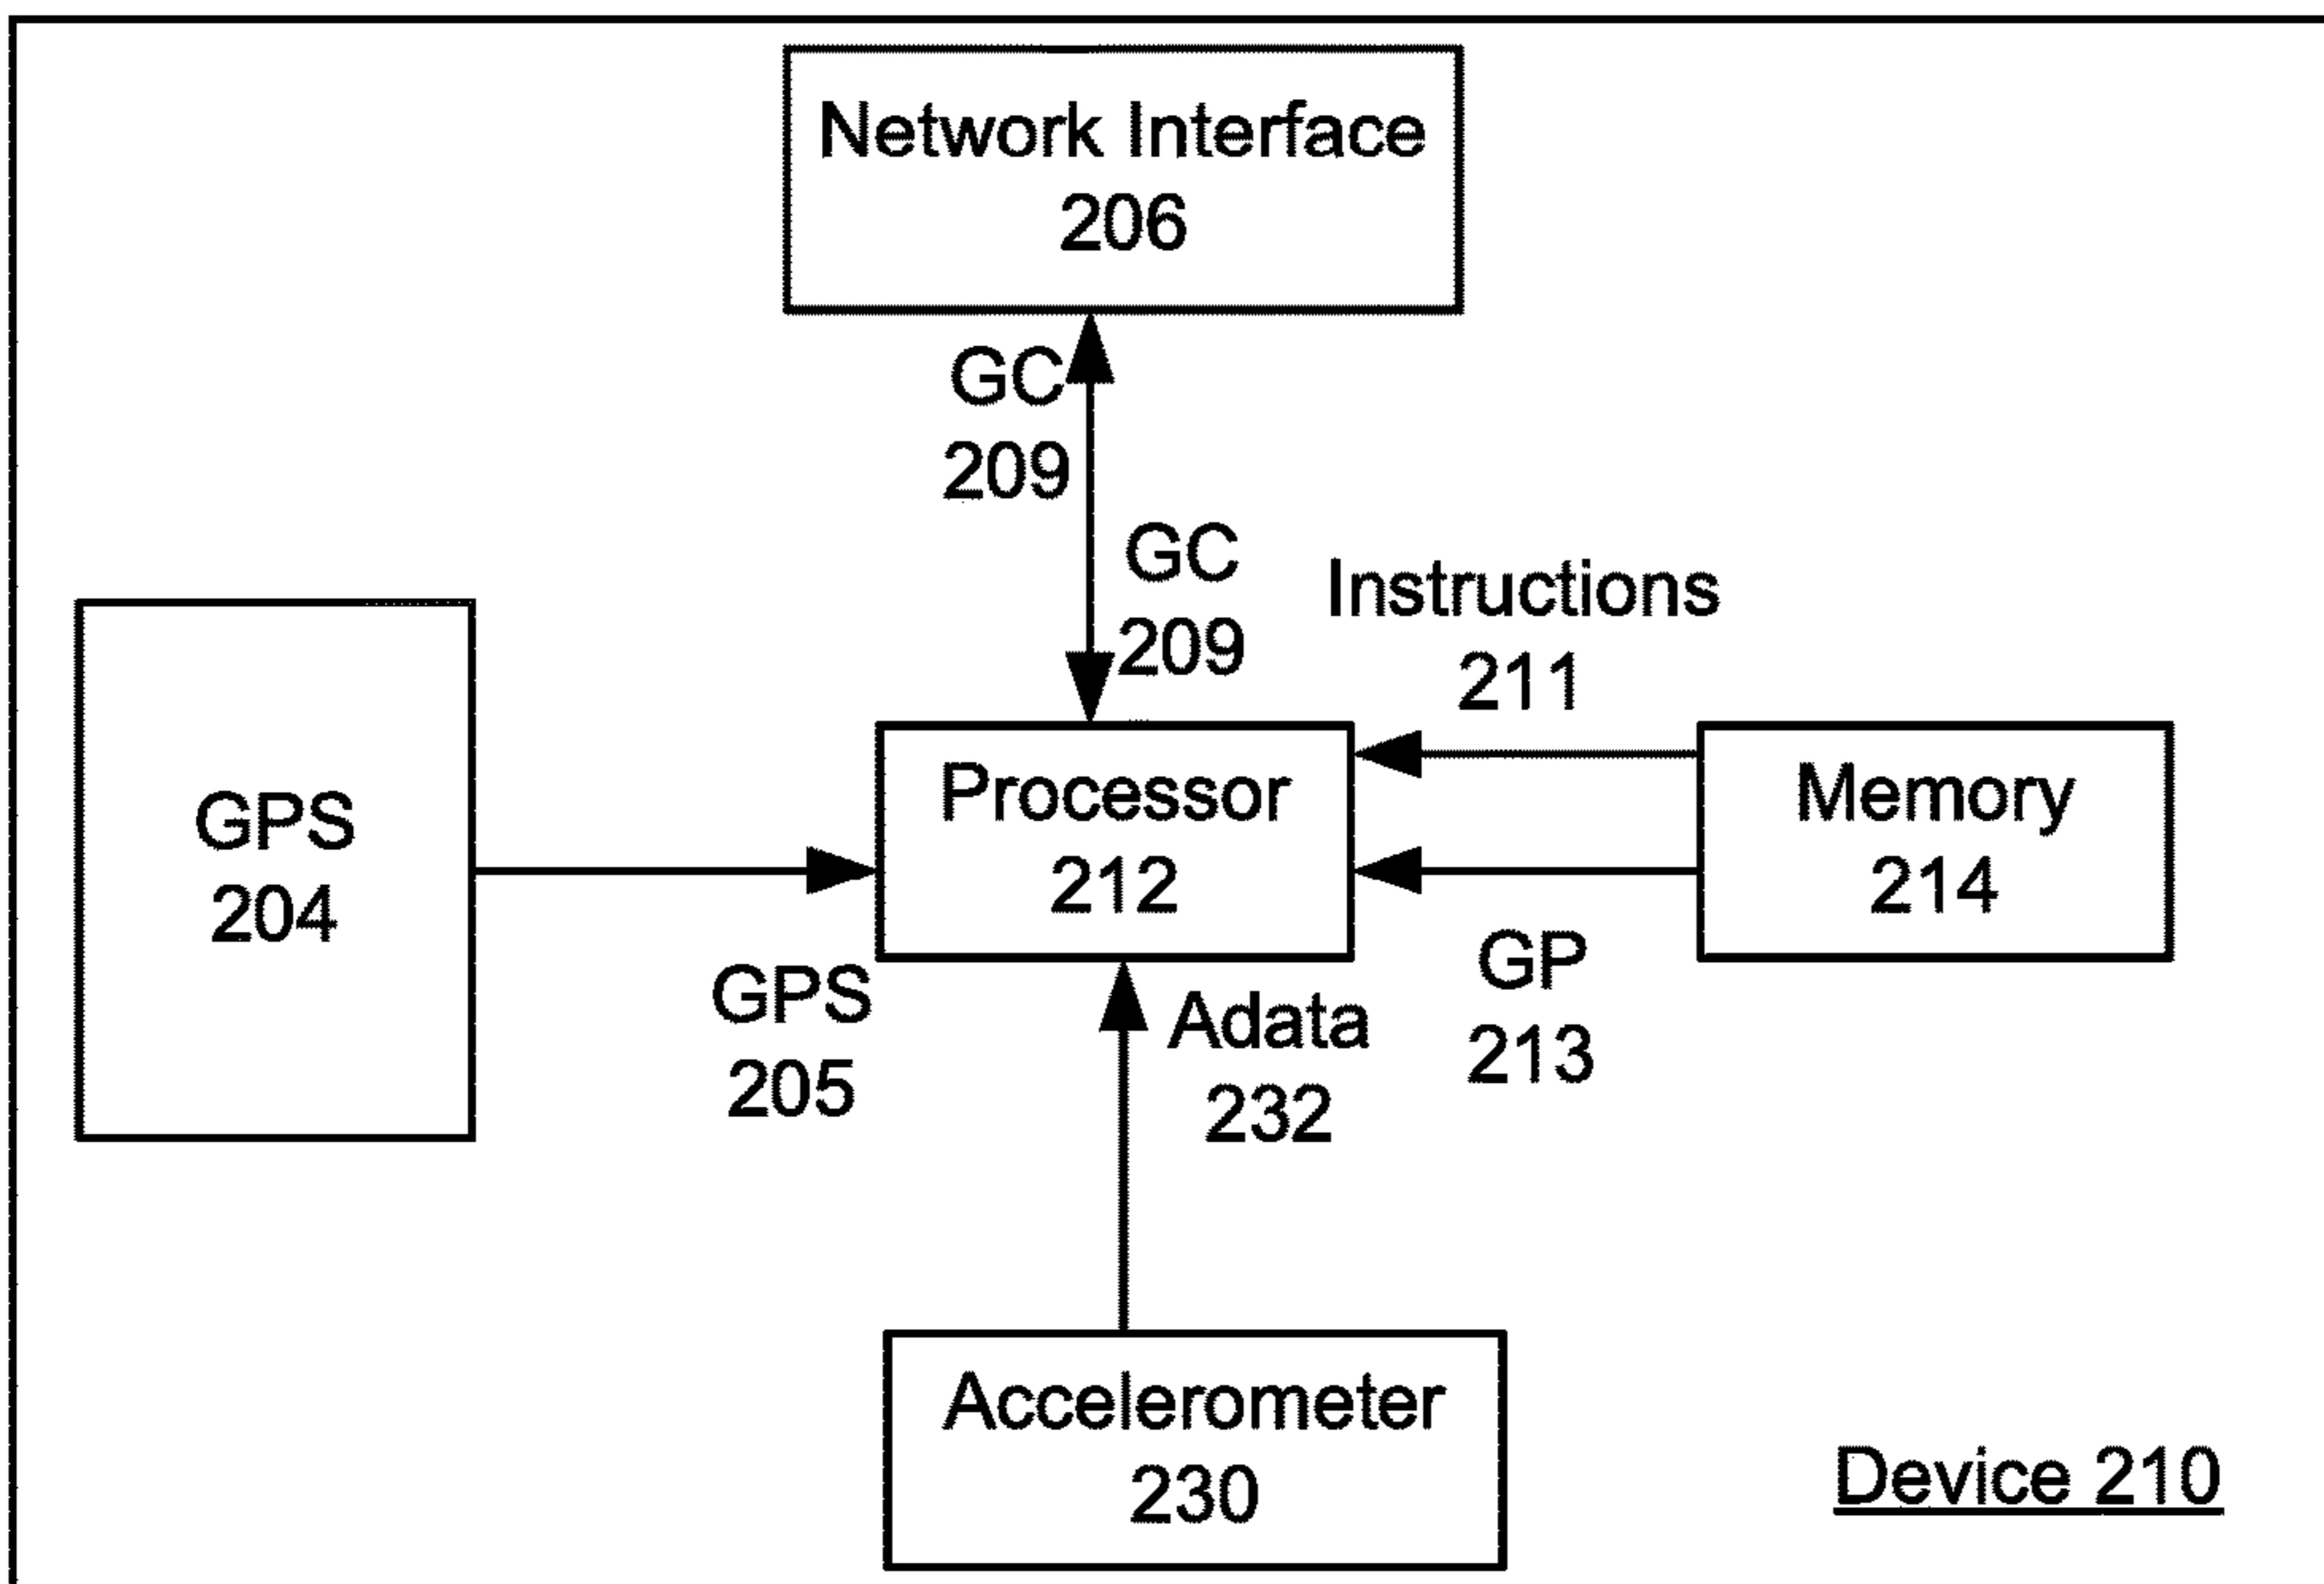 Network Interface
206
GC
209
GC
209
Instructions
211
GPS
204
Processor
212
Memory
214
GPS
205
Adata
232
GP
213
Accelerometer
230
Device 210